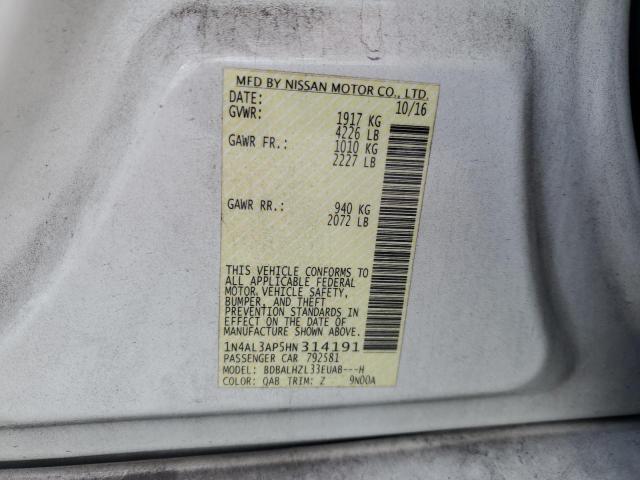 MFD BY NISSAN MOTOR CO., LTD.
DATE: 10/16
GVWR: 1917 KG
4226 LB
GAWR FR.: 1010 KG
2227 LB
GAWR RR.: 940 KG
2072 LB
THIS VEHICLE CONFORMS TO
ALL APPLICABLE FEDERAL
MOTOR VEHICLE SAFETY,
BUMPER, AND THEFT
PREVENTION STANDARDS IN
EFFECT ON THE DATE OF
MANUFACTURE SHOWN ABOVE.
1N4AL3AP5HN314191
PASSENGER CAR 792581
MODEL: BDBALHZL33EUAB---H
COLOR: QAB TRIM: Z 9N00A